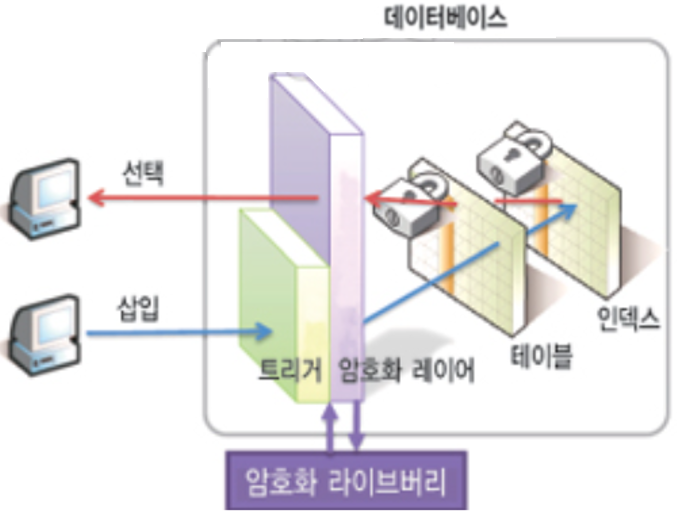 데이터베이스
선택
삽입
트리거
암호화 레이어
테이블
인덱스
암호화 라이브버리